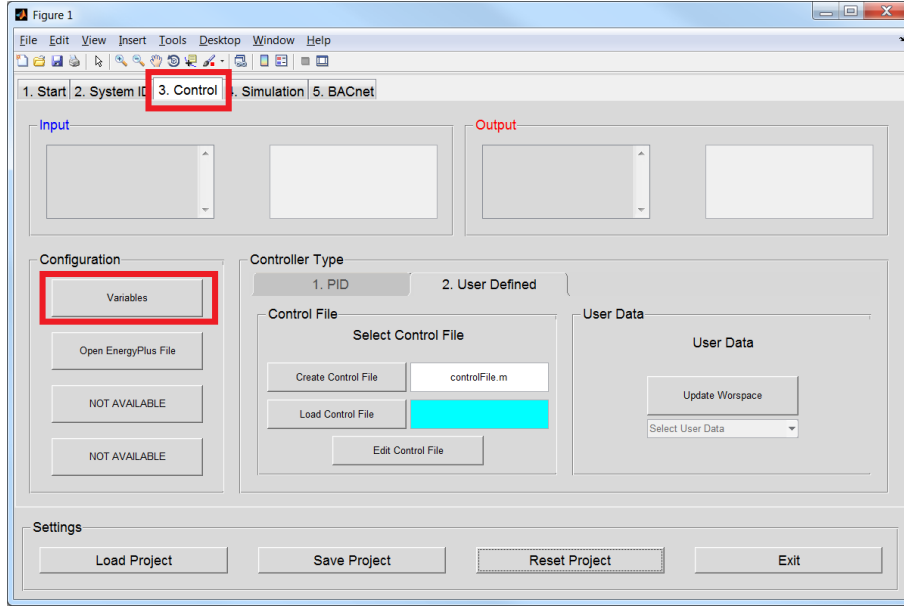 Figure 1
File Edit View Insert Tools Desktop Window Help
1. Start 2. System ID 3. Control 4. Simulation 5. BACnet
Input
Output
Configuration
Controller Type
1. PID 2. User Defined
Variables
Control File
User Data
Select Control File
User Data
Open EnergyPlus File
Create Control File controlFile.m
Update Worspace
NOT AVAILABLE
Load Control File
Select User Data
Edit Control File
NOT AVAILABLE
Settings
Load Project Save Project Reset Project Exit